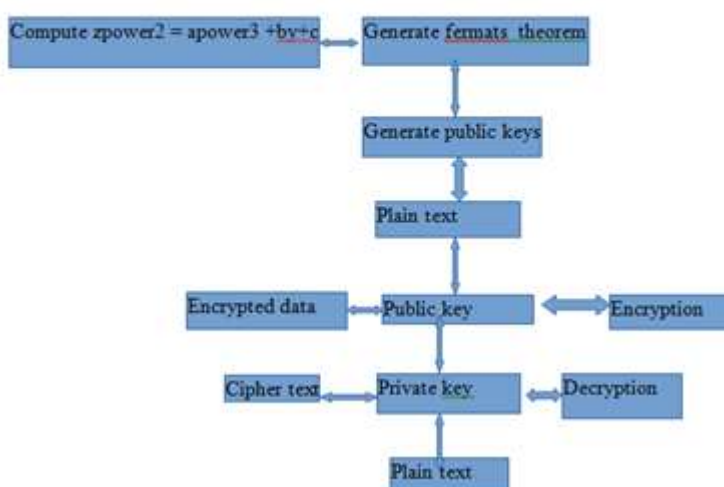 Compute zpower2 = apower3 +bv+c
Generate fermats theorem
Generate public keys
Plain text
Encrypted data
Public key
Encryption
Cipher text
Private key
Decryption
Plain text